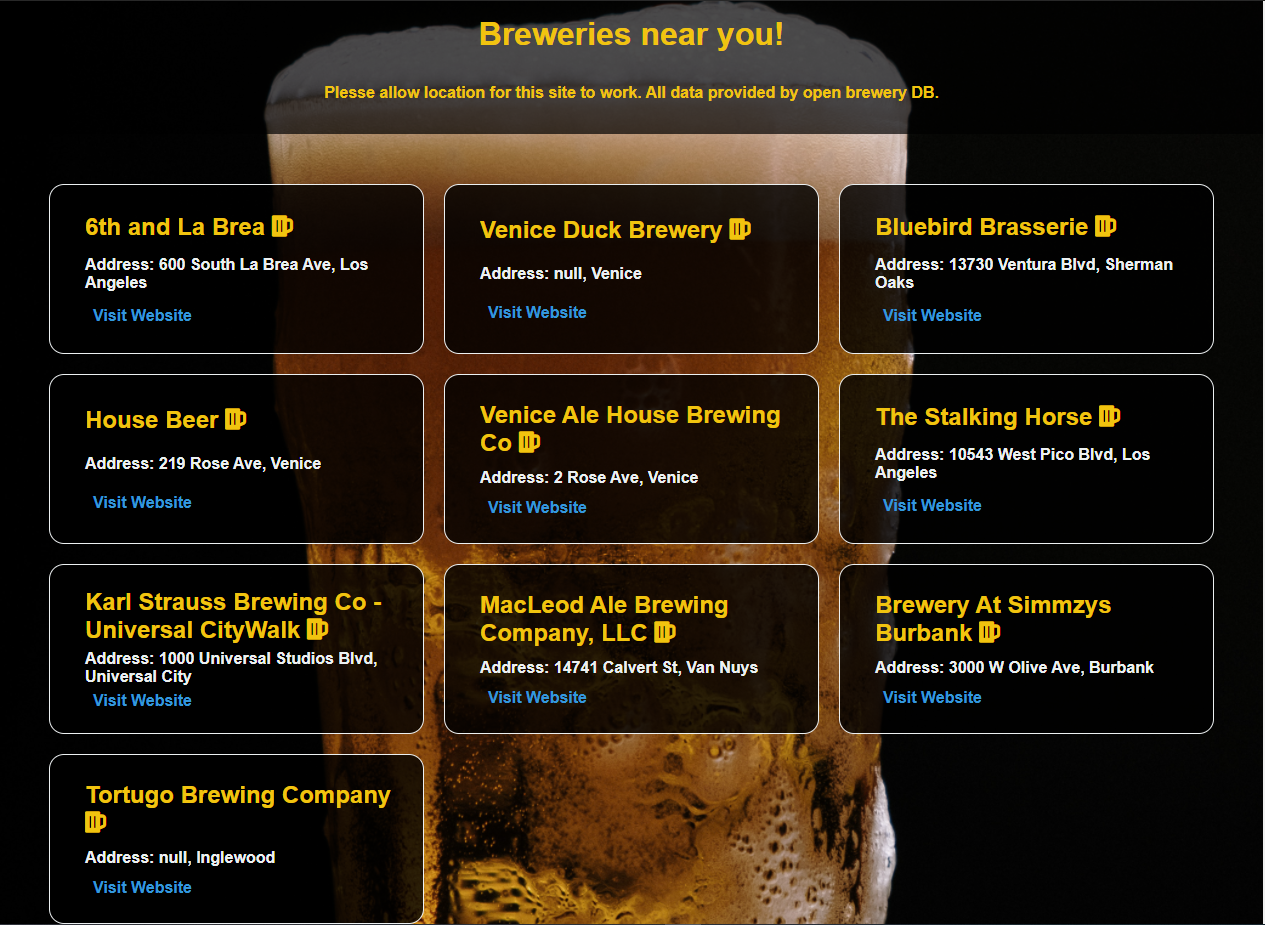 Breweries near you!
Plesse allow location for this site to work. All data provided by open brewery DB.
6th and La Brea
Address: 600 South La Brea Ave, Los
Angeles
Visit Website
Venice Duck Brewery
Address: null, Venice
Visit Website
Bluebird Brasserie
Address: 13730 Ventura Blvd, Sherman
Oaks
Visit Website
House Beer
Address: 219 Rose Ave, Venice
Visit Website
Venice Ale House Brewing
Co
Address: 2 Rose Ave, Venice
Visit Website
The Stalking Horse
Address: 10543 West Pico Blvd, Los
Angeles
Visit Website
Karl Strauss Brewing Co -
Universal CityWalk
Address: 1000 Universal Studios Blvd,
Universal City
Visit Website
MacLeod Ale Brewing
Company, LLC
Address: 14741 Calvert St, Van Nuys
Visit Website
Brewery At Simmzys
Burbank
Address: 3000 W Olive Ave, Burbank
Visit Website
Tortugo Brewing Company
Address: null, Inglewood
Visit Website